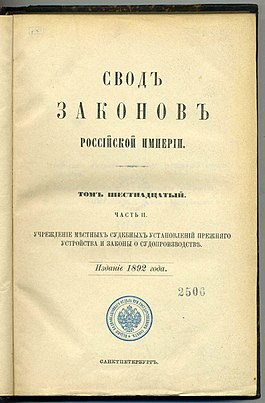 СВОДЪ
ЗАКОНОВЪ
РОССІЙСКОЙ ИМПЕРІИ.
ТОМЪ ШЕСТНАДЦАТЫЙ.
ЧАСТЬ II.
УЧРЕЖДЕНІЕ МѢСТНЫХЪ СУДЕБНЫХЪ УСТАНОВЛЕНІЙ ПРЕЖНЯГО
УСТРОЙСТВА И ЗАКОНЫ О СУДОПРОИЗВОДСТВѢ.
Изданіе 1892 года.
2506
САНКТПЕТЕРБУРГЪ.